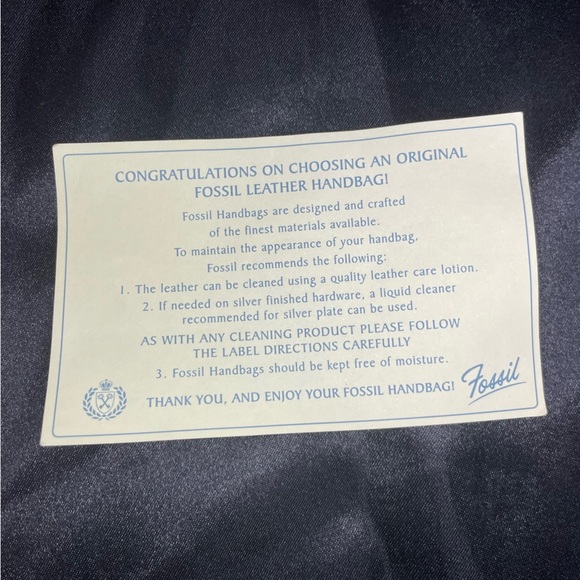 CONGRATULATIONS ON CHOOSING AN ORIGINAL
FOSSIL LEATHER HANDBAG!
Fossil Handbags are designed and crafted
of the finest materials available.
To maintain the appearance of your handbag,
Fossil recommends the following:
1. The leather can be cleaned using a quality leather care lotion.
2. If needed on silver finished hardware, a liquid cleaner
recommended for silver plate can be used.
AS WITH ANY CLEANING PRODUCT PLEASE FOLLOW
THE LABEL DIRECTIONS CAREFULLY
3. Fossil Handbags should be kept free of moisture.
THANK YOU, AND ENJOY YOUR FOSSIL HANDBAG!
Fossil